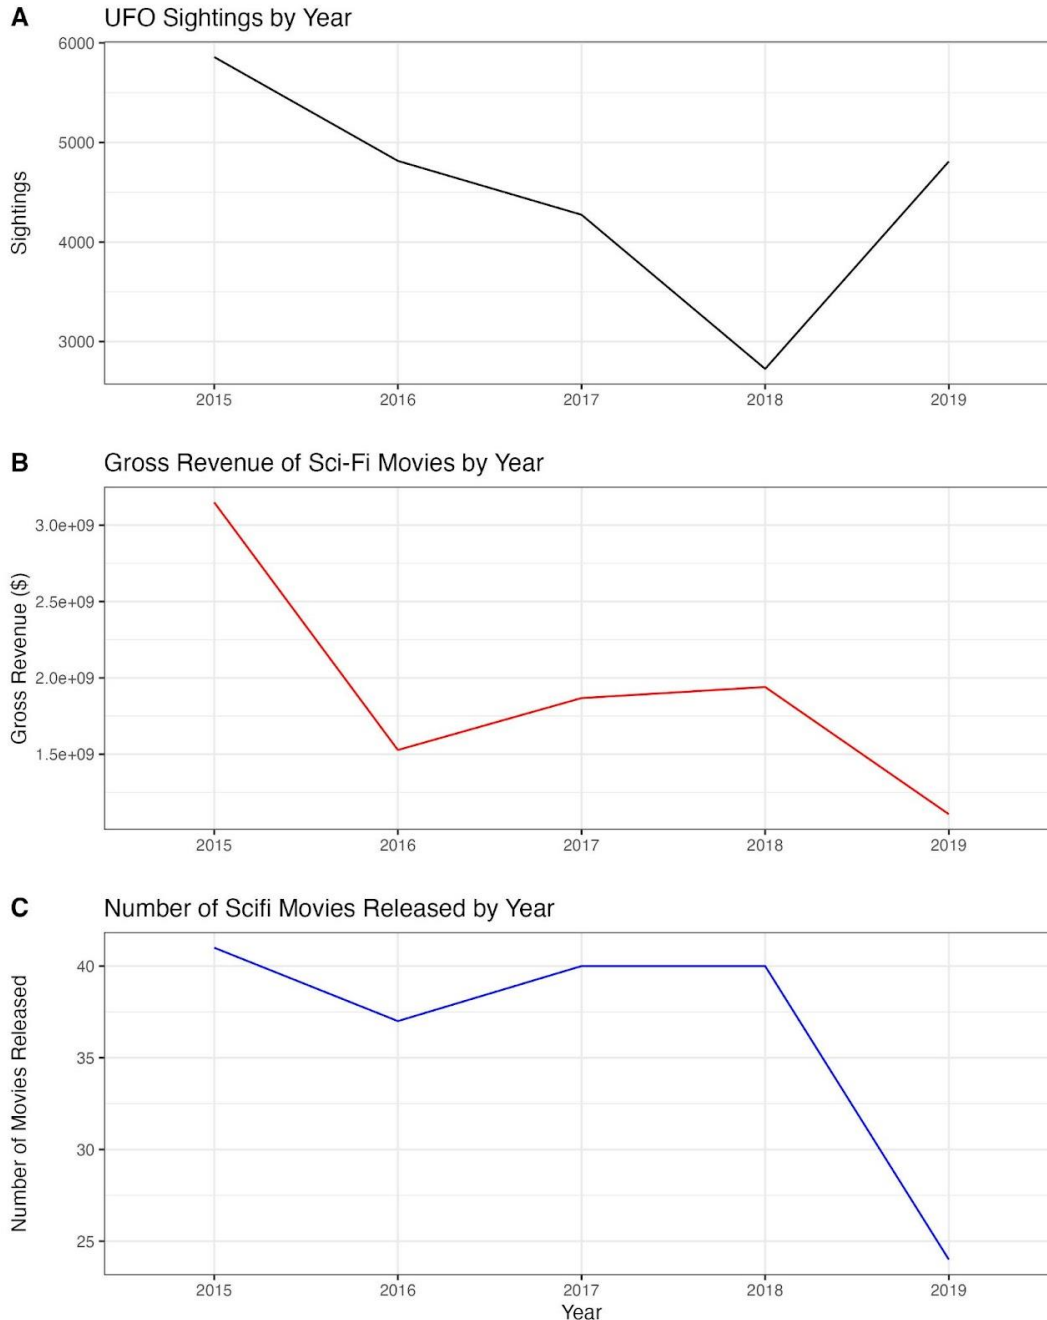 A
UFO Sightings by Year
Sightings
6000
5000
4000
3000
2015 2016 2017 2018 2019
B
Gross Revenue of Sci-Fi Movies by Year
Gross Revenue ($)
3.0e+09
2.5e+09
2.0e+09
1.5e+09
2015 2016 2017 2018 2019
C
Number of Scifi Movies Released by Year
Number of Movies Released
40
35
30
25
2015 2016 2017 2018 2019
Year